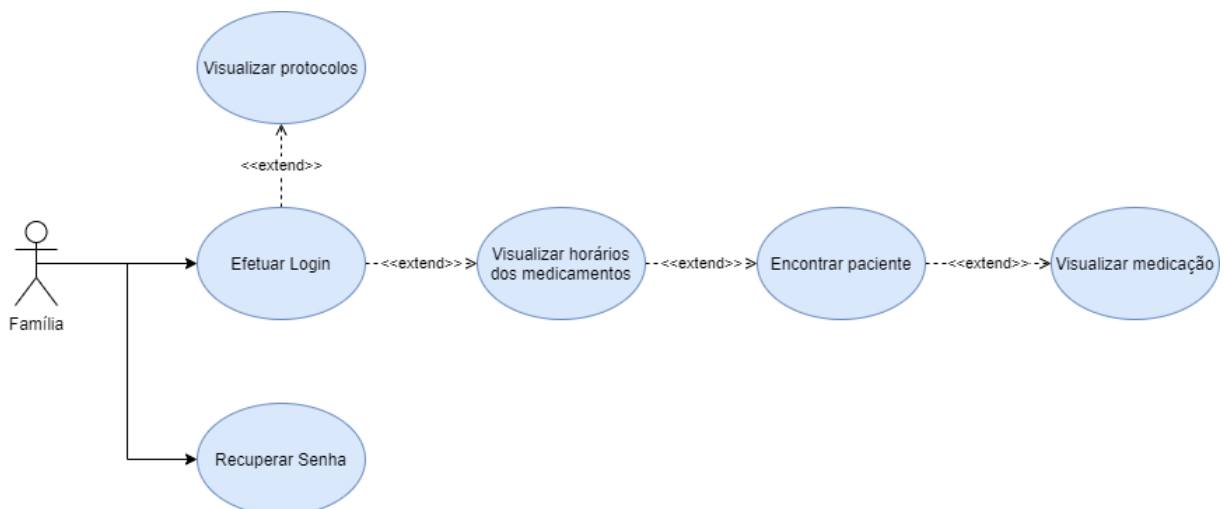 Visualizar protocolos
<<extend>>
Efetuar Login
<<extend>>
Visualizar horários
dos medicamentos
<<extend>>
Encontrar paciente
<<extend>>
Visualizar medicação
Família
Recuperar Senha